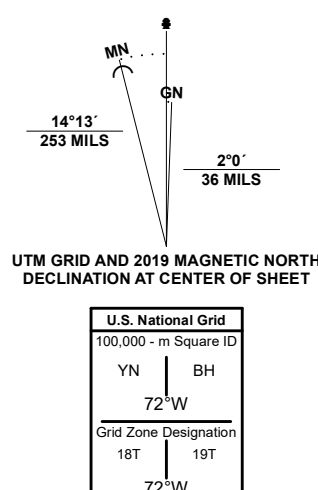 MN
GN
14°13´
253 MILS
2°0´
36 MILS
UTM GRID AND 2019 MAGNETIC NORTH
DECLINATION AT CENTER OF SHEET
U.S. National Grid
100,000 - m Square ID
YN BH
72°W
Grid Zone Designation
18T 19T
72°W